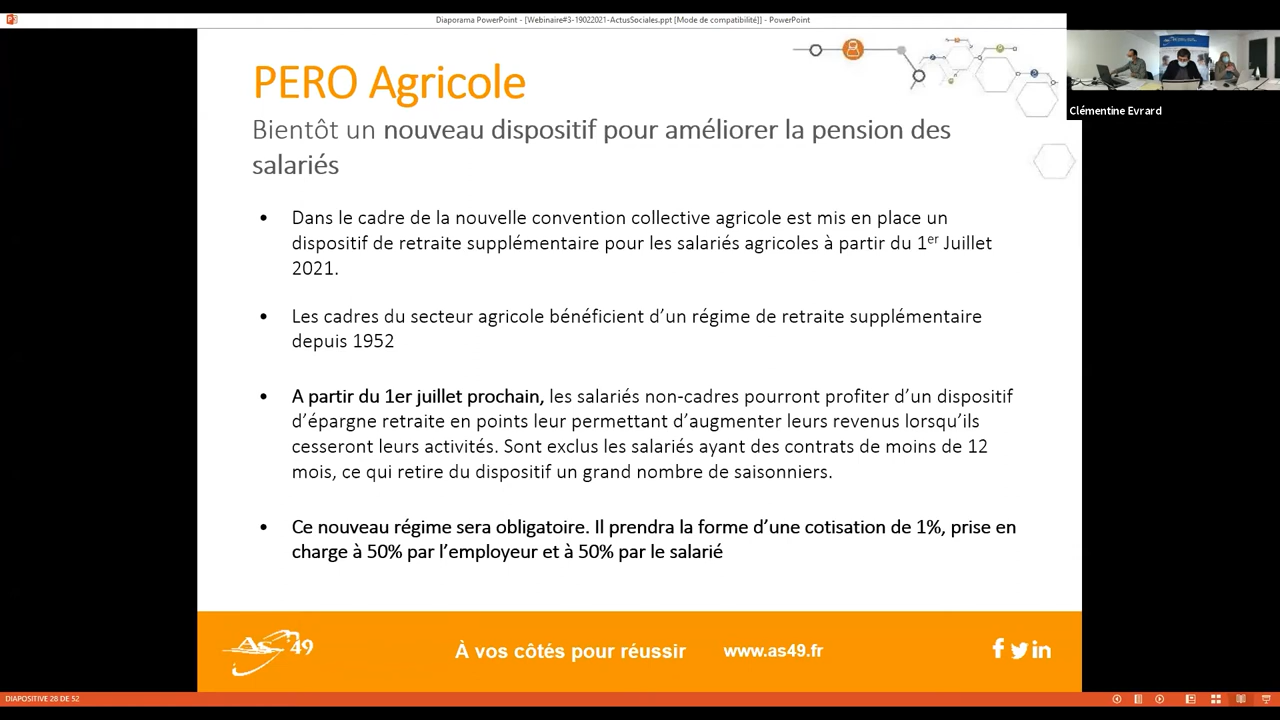 Diaporama PowerPoint - [Webinaire#3-19022021-ActusSociales.ppt [Mode de compatibilité]] - PowerPoint
Clémentine Evrard
PERO Agricole
Bientôt un nouveau dispositif pour améliorer la pension des
salariés
• Dans le cadre de la nouvelle convention collective agricole est mis en place un
dispositif de retraite supplémentaire pour les salariés agricoles à partir du 1er Juillet
2021.
• Les cadres du secteur agricole bénéficient d’un régime de retraite supplémentaire
depuis 1952
• A partir du 1er juillet prochain, les salariés non-cadres pourront profiter d’un dispositif
d’épargne retraite en points leur permettant d’augmenter leurs revenus lorsqu’ils
cesseront leurs activités. Sont exclus les salariés ayant des contrats de moins de 12
mois, ce qui retire du dispositif un grand nombre de saisonniers.
• Ce nouveau régime sera obligatoire. Il prendra la forme d’une cotisation de 1%, prise en
charge à 50% par l’employeur et à 50% par le salarié
As 49
À vos côtés pour réussir
www.as49.fr
DIAPOSITIVE 28 DE 52